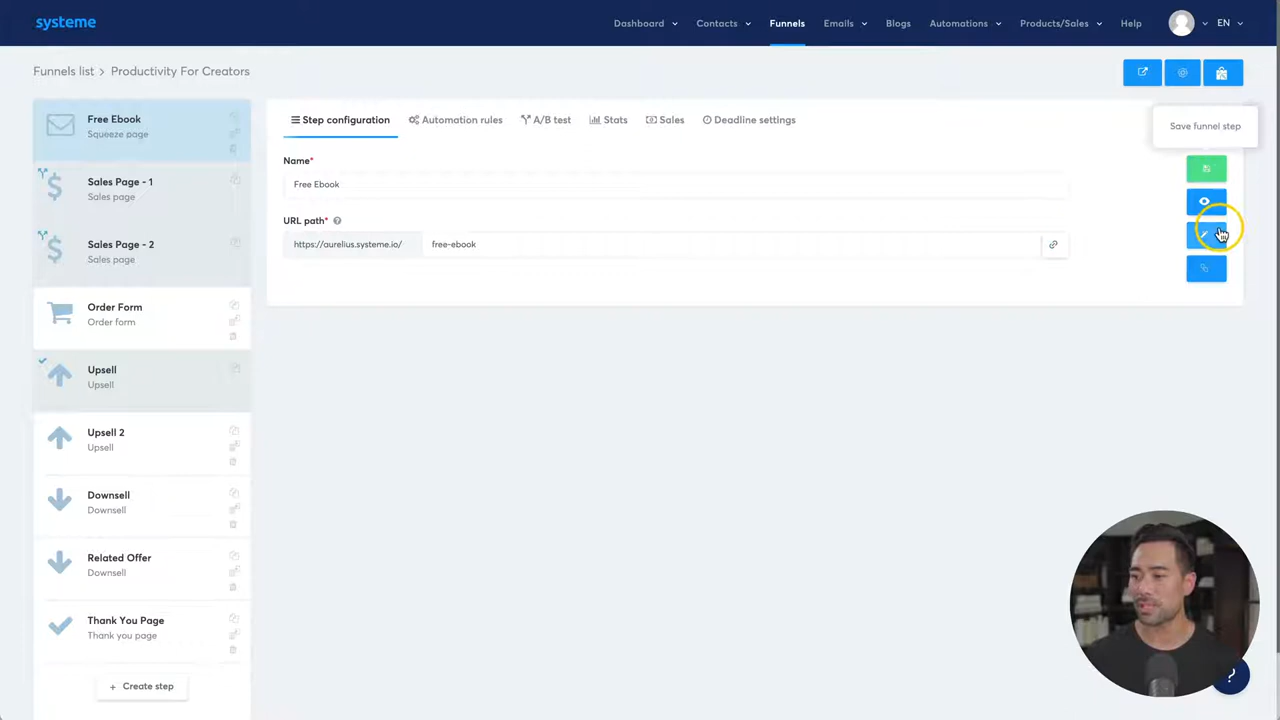 systeme
Dashboard
Contacts
Funnels
Emails
Blogs
Automations
Products/Sales
Help
EN
Funnels list > Productivity For Creators
Free Ebook
Squeeze page
Sales Page - 1
Sales page
Sales Page - 2
Sales page
Order Form
Order form
Upsell
Upsell
Upsell 2
Upsell
Downsell
Downsell
Related Offer
Downsell
Thank You Page
Thank you page
+ Create step
Step configuration
Automation rules
A/B test
Stats
Sales
Deadline settings
Save funnel step
Name*
Free Ebook
URL path* ?
https://aurelius.systeme.io/ free-ebook
?